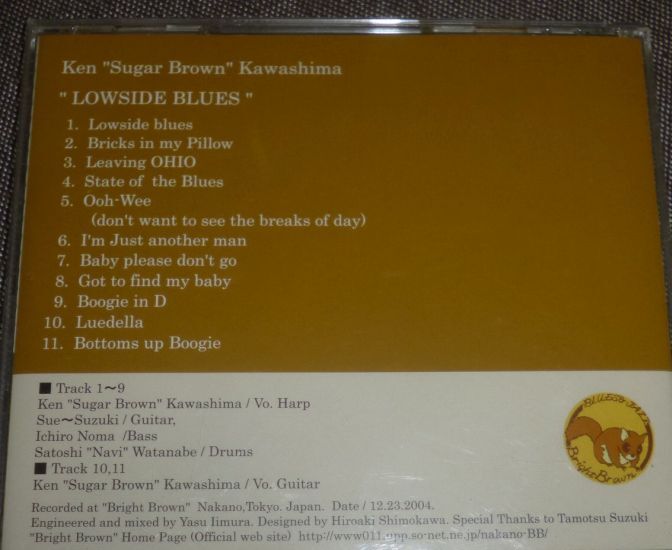 Ken "Sugar Brown" Kawashima
" LOWSIDE BLUES "
1. Lowside blues
2. Bricks in my Pillow
3. Leaving OHIO
4. State of the Blues
5. Ooh-Wee
(don't want to see the breaks of day)
6. I'm Just another man
7. Baby please don't go
8. Got to find my baby
9. Boogie in D
10. Luedella
11. Bottoms up Boogie
■ Track 1〜9
Ken "Sugar Brown" Kawashima / Vo. Harp
Sue〜Suzuki / Guitar,
Ichiro Noma /Bass
Satoshi "Navi" Watanabe / Drums
■ Track 10,11
Ken "Sugar Brown" Kawashima / Vo. Guitar
BLUES & JAZZ
Bright Brown
Recorded at "Bright Brown" Nakano,Tokyo. Japan. Date / 12.23.2004.
Engineered and mixed by Yasu Iimura. Designed by Hiroaki Shimokawa. Special Thanks to Tamotsu Suzuki
"Bright Brown" Home Page (Official web site) http://www011.upp.so-net.ne.jp/nakano-BB/